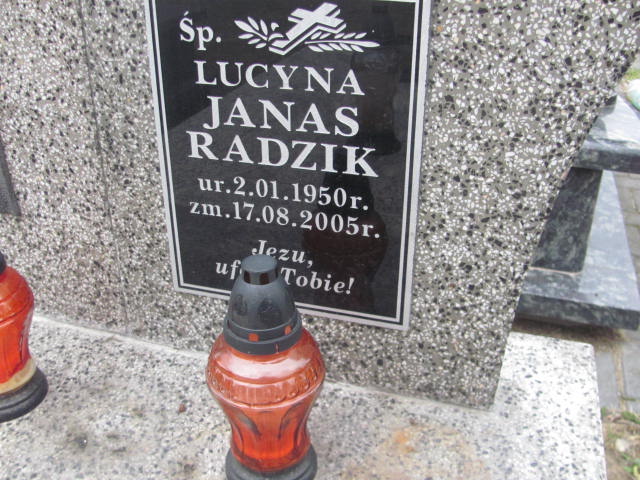 Śp.
LUCYNA
JANAS
RADZIK
ur.2.01.1950r.
zm.17.08.2005r.
Jezu,
Tobie!